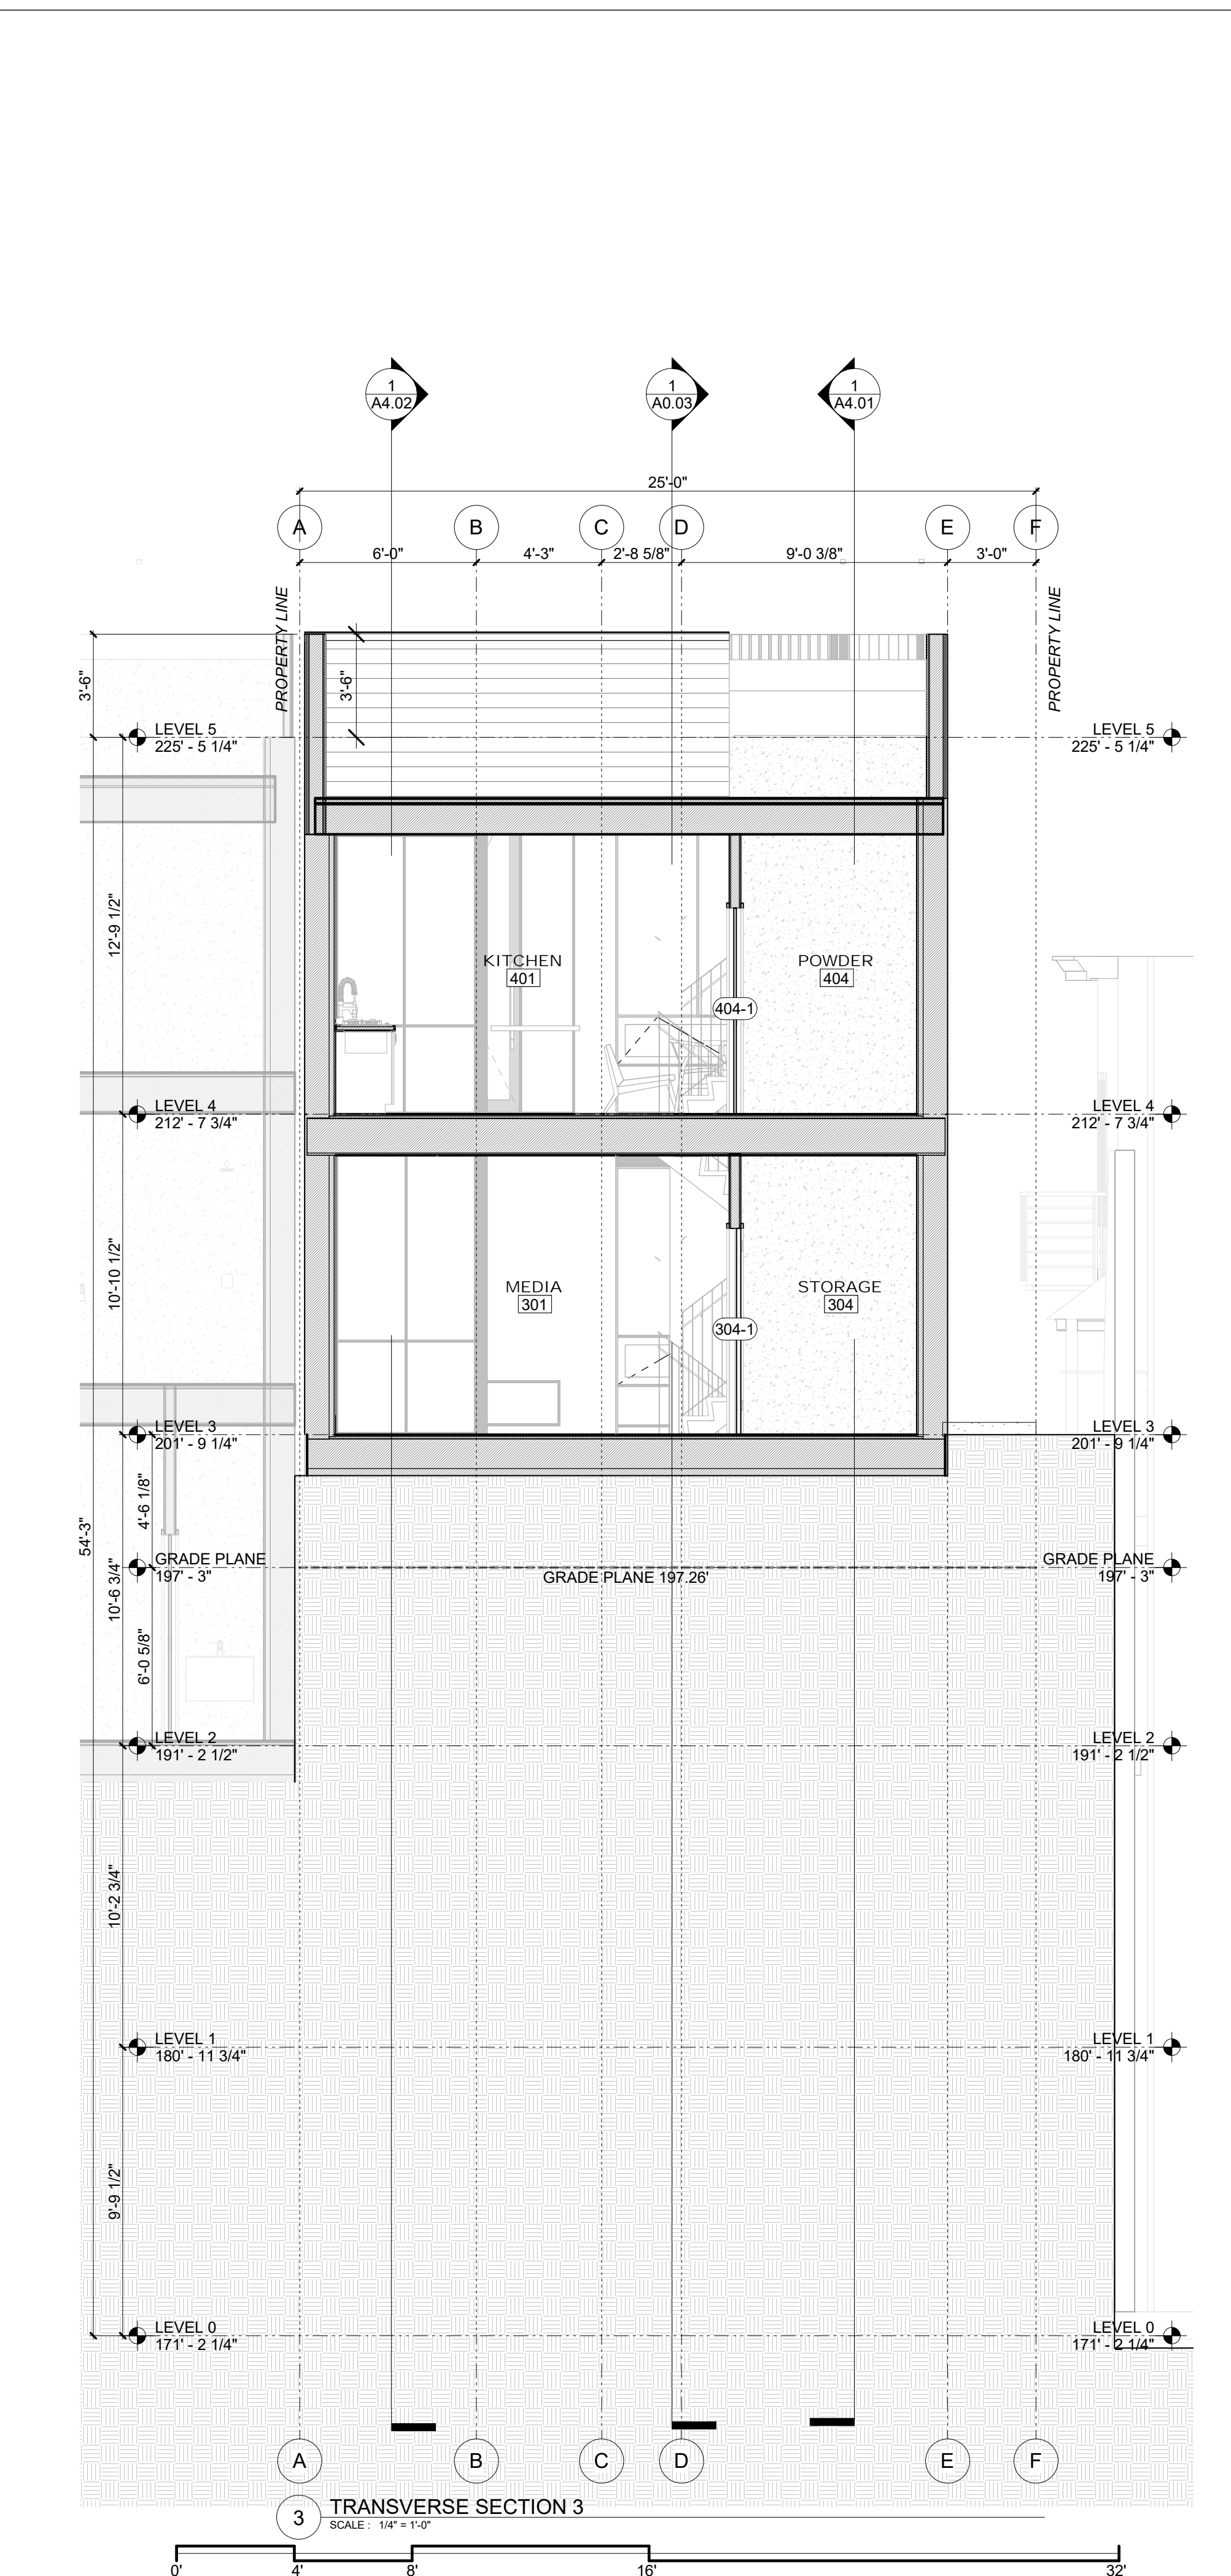 1
A4.02
1
A0.03
1
A4.01
25'-0"
A
B
C
D
E
F
6'-0"
4'-3"
2'-8 5/8"
9'-0 3/8"
3'-0"
PROPERTY LINE
PROPERTY LINE
3'-6"
3'-6"
LEVEL 5
225' - 5 1/4"
LEVEL 5
225' - 5 1/4"
12'-9 1/2"
KITCHEN
401
POWDER
404
404-1
LEVEL 4
212' - 7 3/4"
LEVEL 4
212' - 7 3/4"
10'-10 1/2"
MEDIA
301
STORAGE
304
304-1
LEVEL 3
201' - 9 1/4"
LEVEL 3
201' - 9 1/4"
4'-6 1/8"
54'-3"
10'-6 3/4"
GRADE PLANE
197' - 3"
GRADE PLANE 197.26'
GRADE PLANE
197' - 3"
6'-0 5/8"
LEVEL 2
191' - 2 1/2"
LEVEL 2
191' - 2 1/2"
10'-2 3/4"
LEVEL 1
180' - 11 3/4"
LEVEL 1
180' - 11 3/4"
9'-9 1/2"
LEVEL 0
171' - 2 1/4"
LEVEL 0
171' - 2 1/4"
A
B
C
D
E
F
3
TRANSVERSE SECTION 3
SCALE : 1/4" = 1'-0"
0'
4'
8'
16'
32'